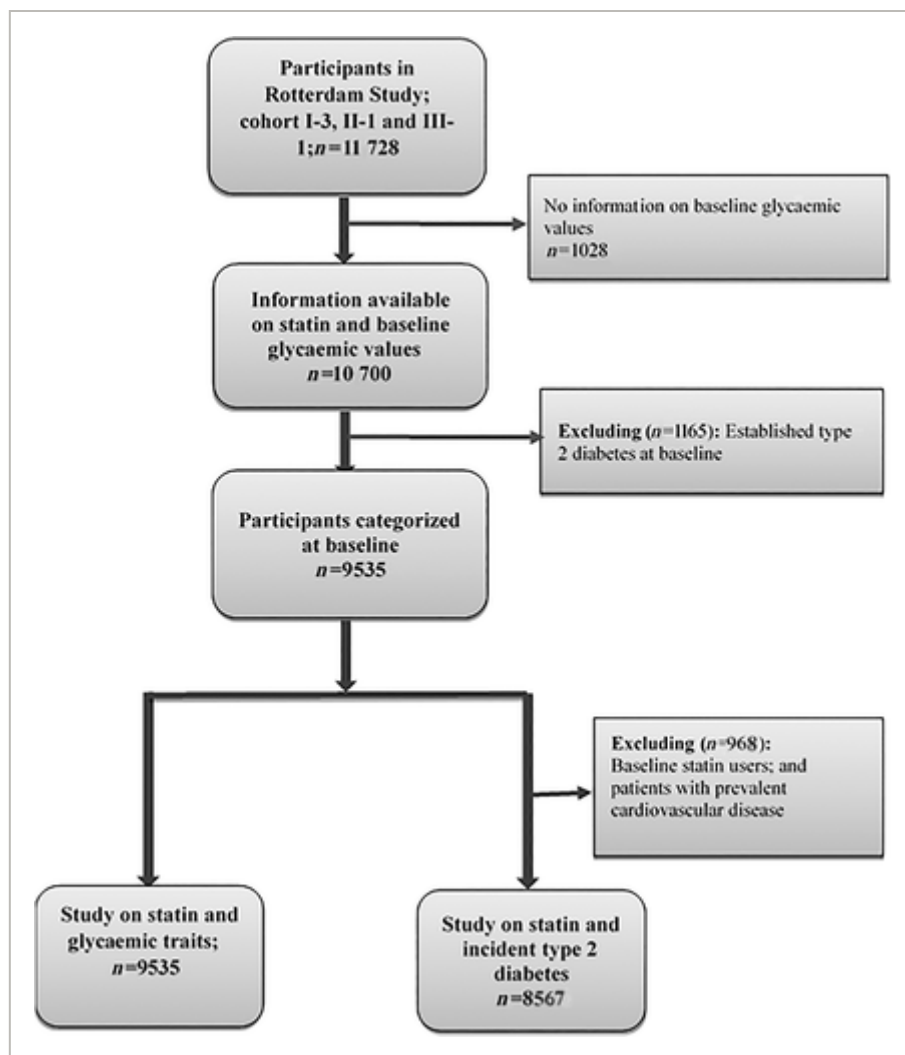 Participants in
Rotterdam Study;
cohort I-3, II-1 and III-
1;n=11 728
No information on baseline glycaemic
values
n=1028
Information available
on statin and baseline
glycaemic values
n=10 700
Excluding (n=1165): Established type
2 diabetes at baseline
Participants categorized
at baseline
n=9535
Excluding (n=968):
Baseline statin users; and
patients with prevalent
cardiovascular disease
Study on statin and
glycaemic traits;
n=9535
Study on statin and
incident type 2
diabetes
n=8567